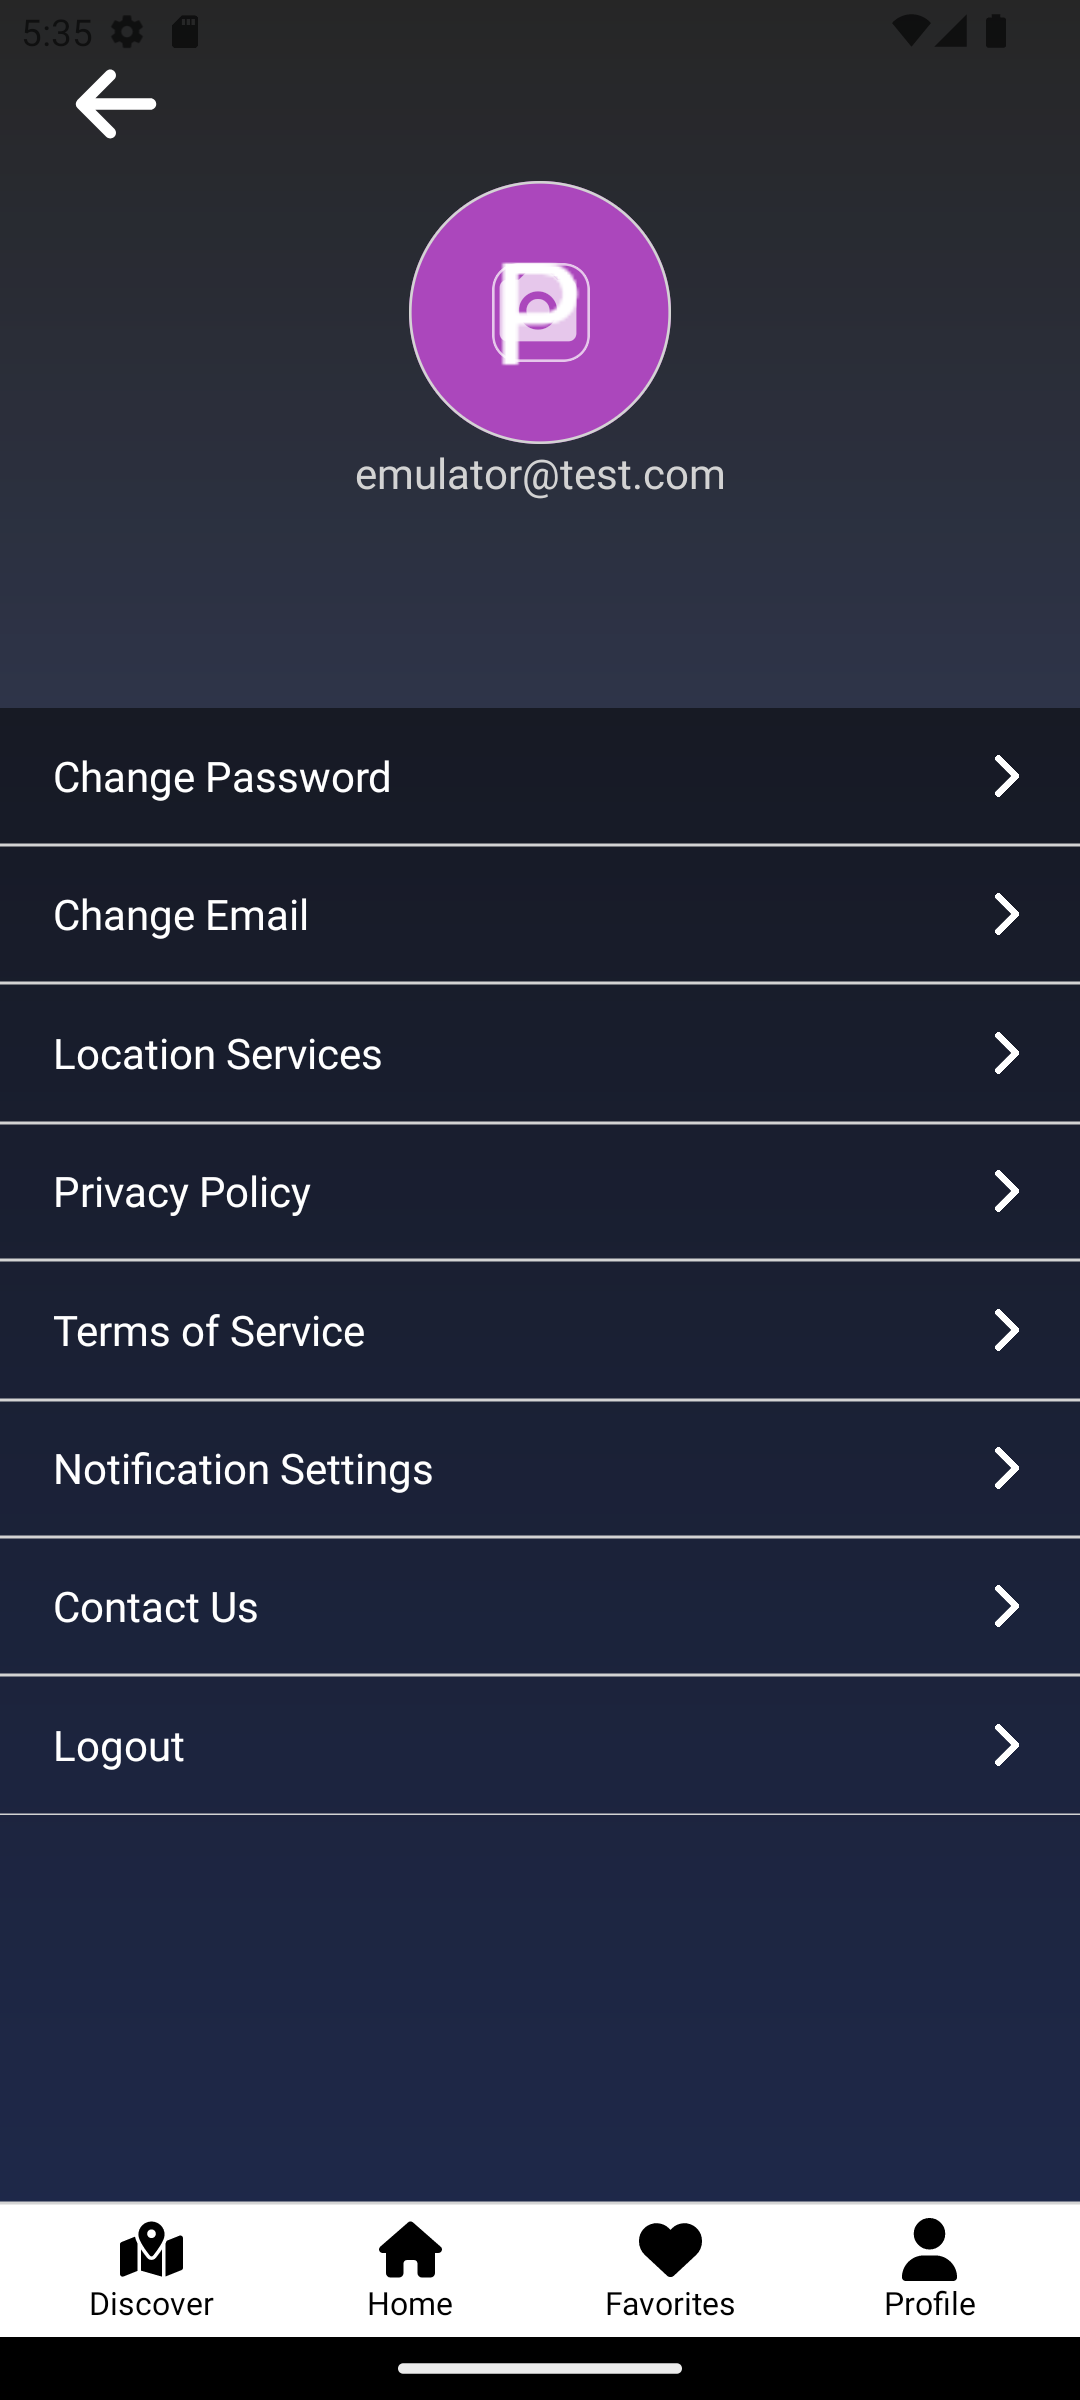 5:35
P
emulator@test.com
Change Password
Change Email
Location Services
Privacy Policy
Terms of Service
Notification Settings
Contact Us
Logout
Discover
Home
Favorites
Profile